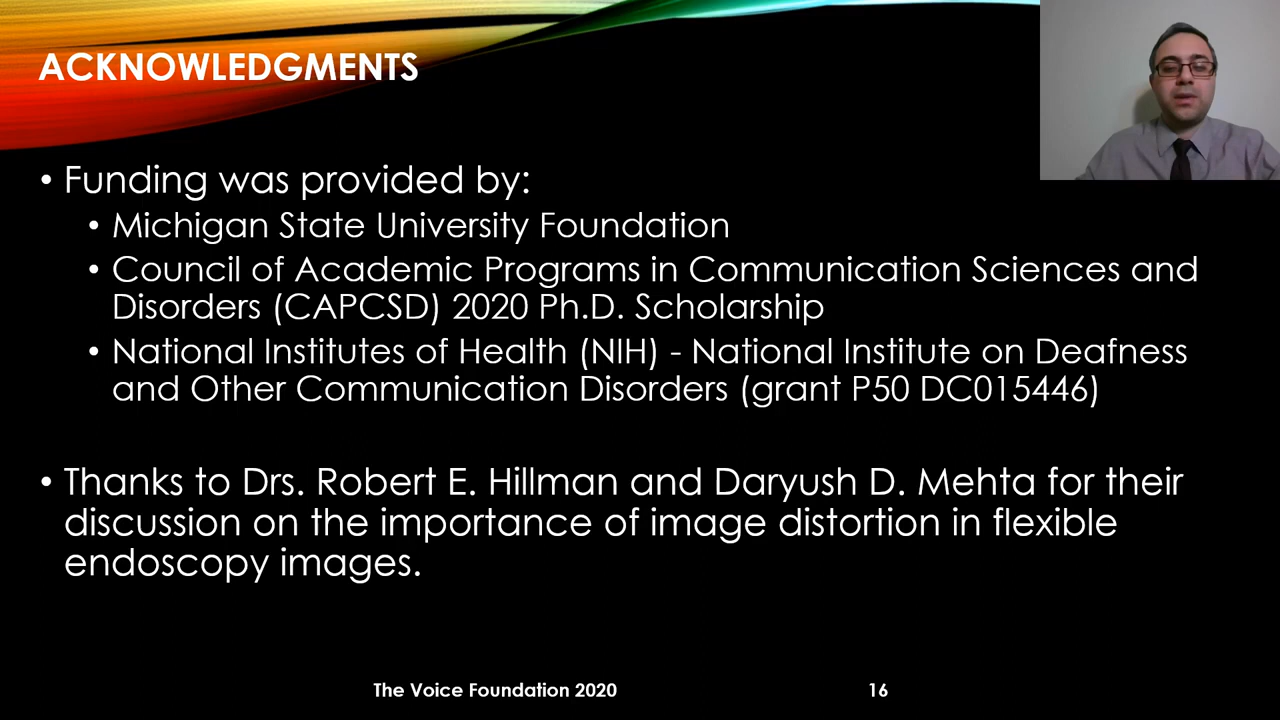 ACKNOWLEDGMENTS
• Funding was provided by:
• Michigan State University Foundation
• Council of Academic Programs in Communication Sciences and
Disorders (CAPCSD) 2020 Ph.D. Scholarship
• National Institutes of Health (NIH) - National Institute on Deafness
and Other Communication Disorders (grant P50 DC015446)
• Thanks to Drs. Robert E. Hillman and Daryush D. Mehta for their
discussion on the importance of image distortion in flexible
endoscopy images.
The Voice Foundation 2020
16